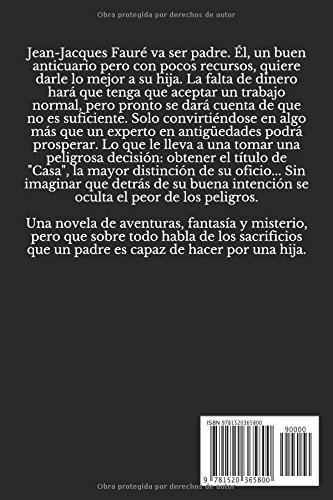 Obra protegida por derechos de autor
Jean-Jacques Fauré va ser padre. Él, un buen
anticuario pero con pocos recursos, quiere
darle lo mejor a su hija. La falta de dinero
hará que tenga que aceptar un trabajo
normal, pero pronto se dará cuenta de que
no es suficiente. Solo convirtiéndose en algo
más que un experto en antigüedades podrá
prosperar. Lo que le lleva a una tomar una
peligrosa decisión: obtener el título de
"Casa", la mayor distinción de su oficio... Sin
imaginar que detrás de su buena intención se
oculta el peor de los peligros.
Una novela de aventuras, fantasía y misterio,
pero que sobre todo habla de los sacrificios
que un padre es capaz de hacer por una hija.
ISBN 9781520365800
90000
9 781520 365800
Obra protegida por derechos de autor